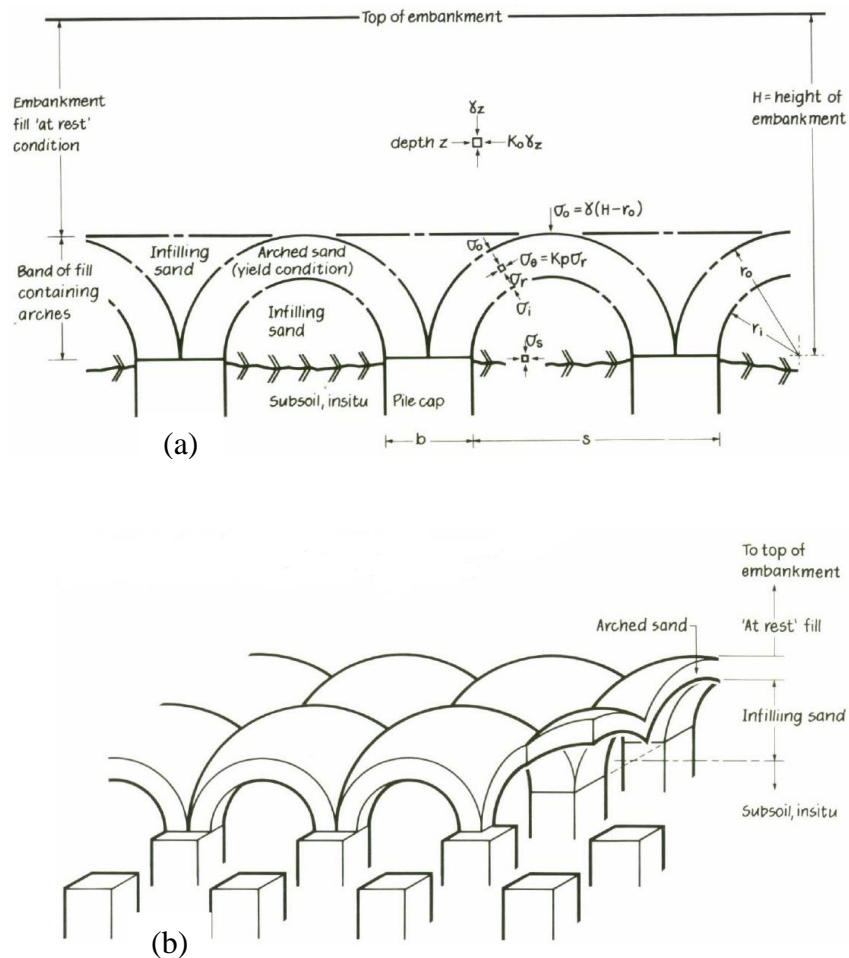 Top of embankment
Embankment
fill 'at rest'
condition
H = height of
embankment
γz
depth z
K₀γz
σ₀ = γ(H-r₀)
Infilling
sand
Arched sand
(yield condition)
σ₀
σθ = Kpσr
σr
σi
Band of fill
containing
arches
Infilling
sand
r₀
ri
σs
Subsoil, insitu
Pile cap
(a)
b
s
To top of
embankment
Arched sand
'At rest' fill
Infilling sand
Subsoil, insitu
(b)